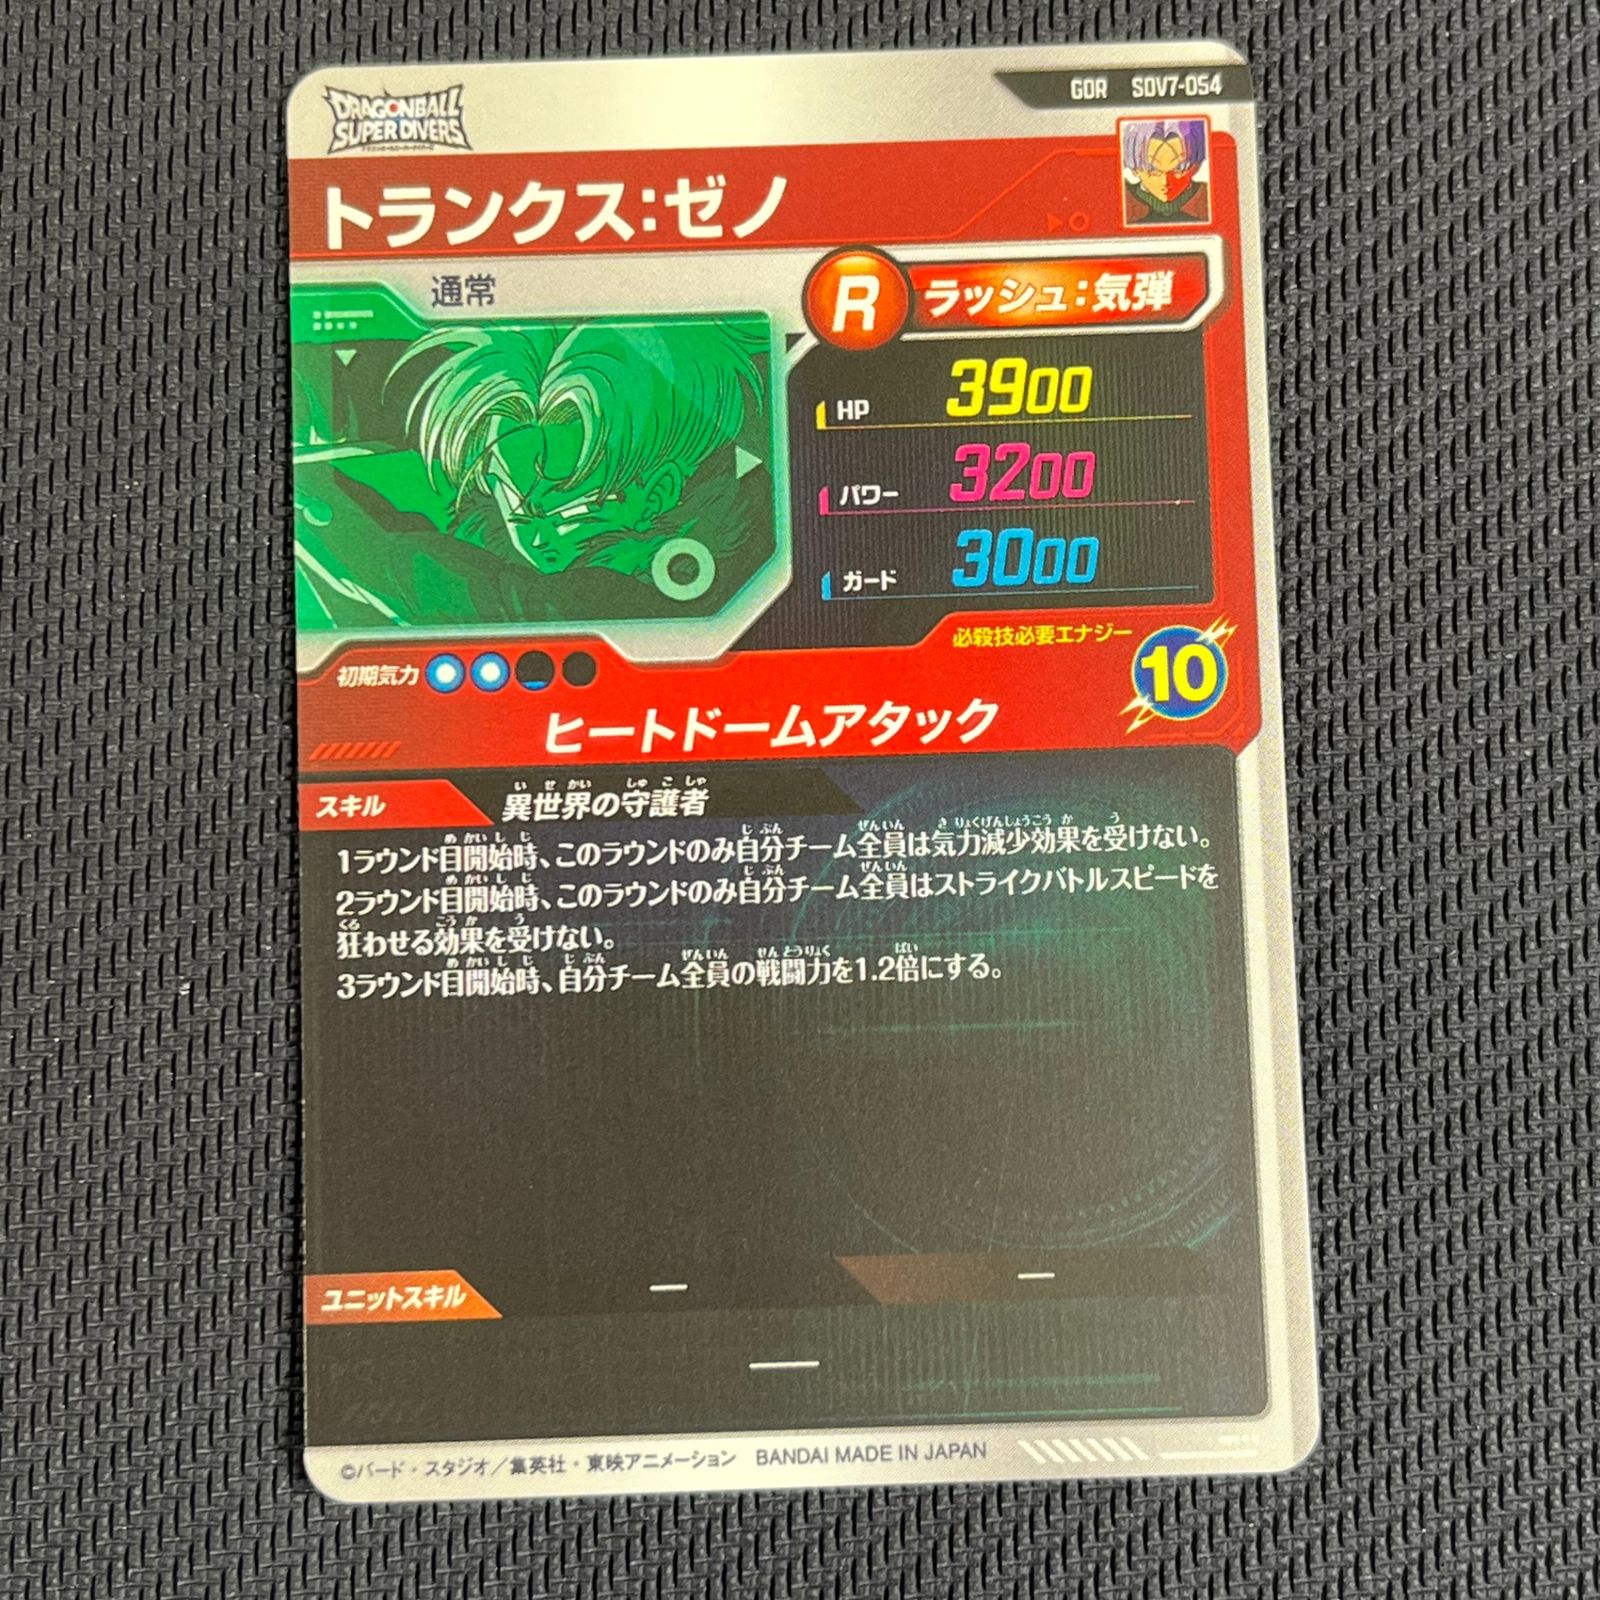 DRAGONBALL
SUPER DIVERS
GDR SDV7-054
トランクス:ゼノ
通常
R ラッシュ:気弾
HP 3900
パワー 3200
ガード 3000
必殺技必要エナジー
10
初期気力
ヒートドームアタック
スキル 異世界の守護者
1ラウンド目開始時、このラウンドのみ自分チーム全員は気力減少効果を受けない。
2ラウンド目開始時、このラウンドのみ自分チーム全員はストライクバトルスピードを
狂わせる効果を受けない。
3ラウンド目開始時、自分チーム全員の戦闘力を1.2倍にする。
ユニットスキル — —
—
©バード・スタジオ/集英社・東映アニメーション BANDAI MADE IN JAPAN